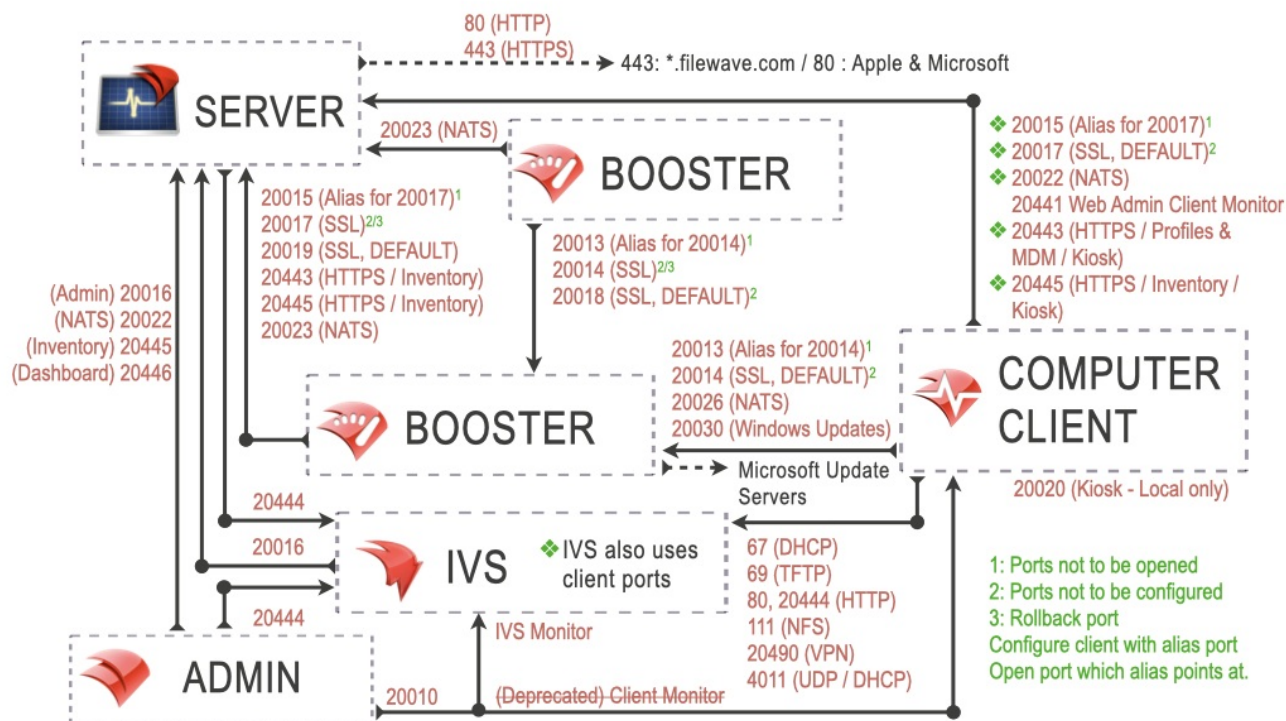 80 (HTTP)
443 (HTTPS)
443: *.filewave.com / 80 : Apple & Microsoft
SERVER
20023 (NATS)
BOOSTER
20015 (Alias for 20017)1
20017 (SSL, DEFAULT)2
20022 (NATS)
20441 Web Admin Client Monitor
20443 (HTTPS / Profiles &
MDM / Kiosk)
20445 (HTTPS / Inventory /
Kiosk)
20015 (Alias for 20017)1
20017 (SSL)2/3
20019 (SSL, DEFAULT)
20443 (HTTPS / Inventory)
20445 (HTTPS / Inventory)
20023 (NATS)
20013 (Alias for 20014)1
20014 (SSL)2/3
20018 (SSL, DEFAULT)2
(Admin) 20016
(NATS) 20022
(Inventory) 20445
(Dashboard) 20446
20013 (Alias for 20014)1
20014 (SSL, DEFAULT)2
20026 (NATS)
20030 (Windows Updates)
COMPUTER
CLIENT
BOOSTER
Microsoft Update
Servers
20020 (Kiosk - Local only)
20444
20016
20444
IVS
IVS also uses
client ports
67 (DHCP)
69 (TFTP)
80, 20444 (HTTP)
111 (NFS)
20490 (VPN)
4011 (UDP / DHCP)
1: Ports not to be opened
2: Ports not to be configured
3: Rollback port
Configure client with alias port
Open port which alias points at.
IVS Monitor
ADMIN
20010
(Deprecated) Client Monitor